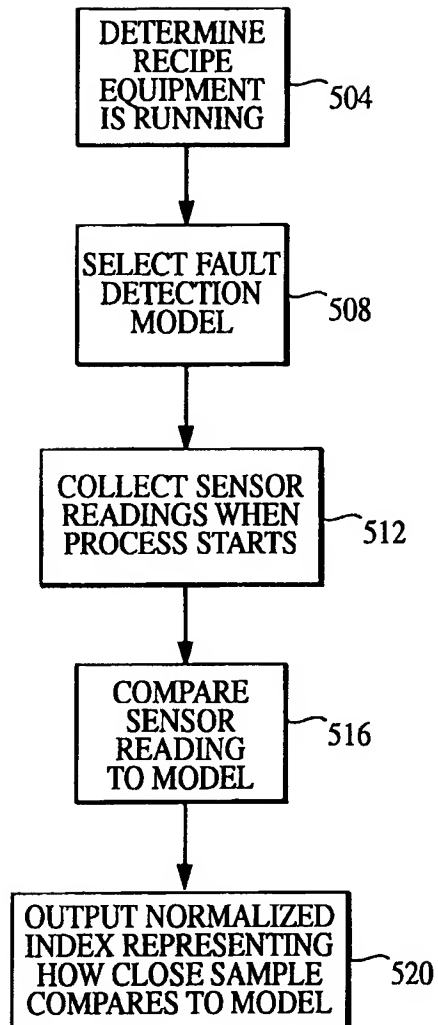 DETERMINE
RECIPE
EQUIPMENT
IS RUNNING
504
SELECT FAULT
DETECTION
MODEL
508
COLLECT SENSOR
READINGS WHEN
PROCESS STARTS
512
COMPARE
SENSOR
READING
TO MODEL
516
OUTPUT NORMALIZED
INDEX REPRESENTING
HOW CLOSE SAMPLE
COMPARES TO MODEL
520